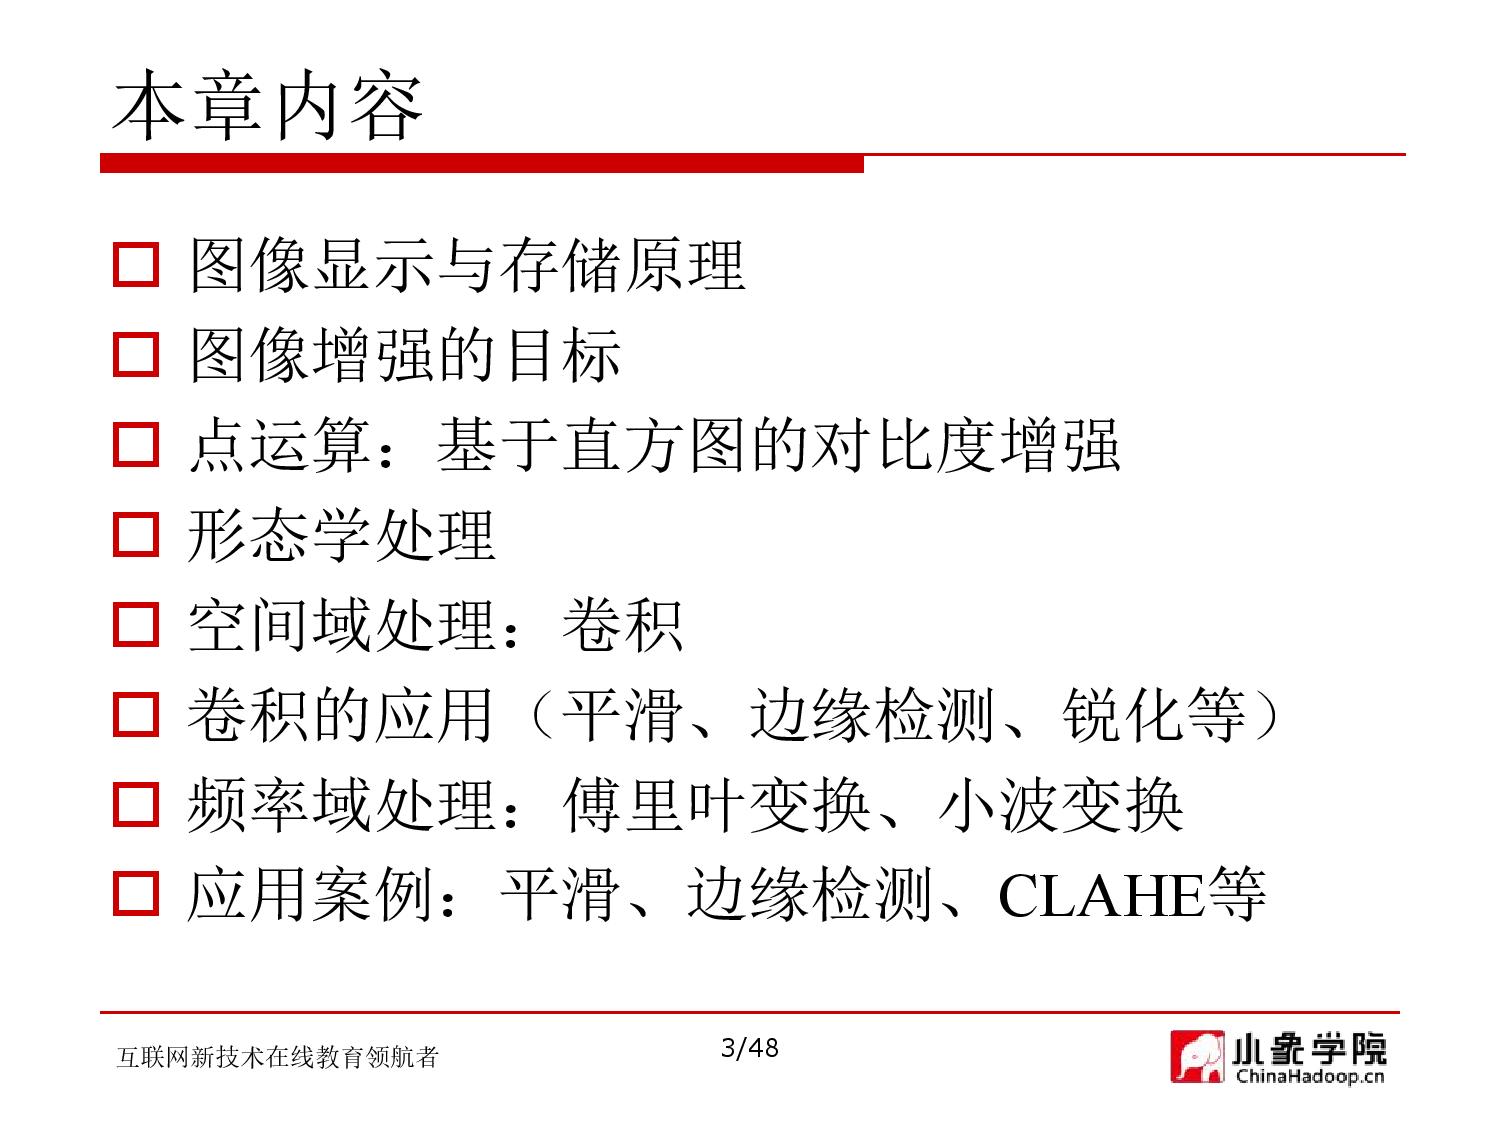 本章内容
图像显示与存储原理
图像增强的目标
点运算：基于直方图的对比度增强
形态学处理
空间域处理：卷积
卷积的应用（平滑、边缘检测、锐化等）
频率域处理：傅里叶变换、小波变换
应用案例：平滑、边缘检测、CLAHE等
互联网新技术在线教育领航者
3/48
小象学院
ChinaHadoop.cn